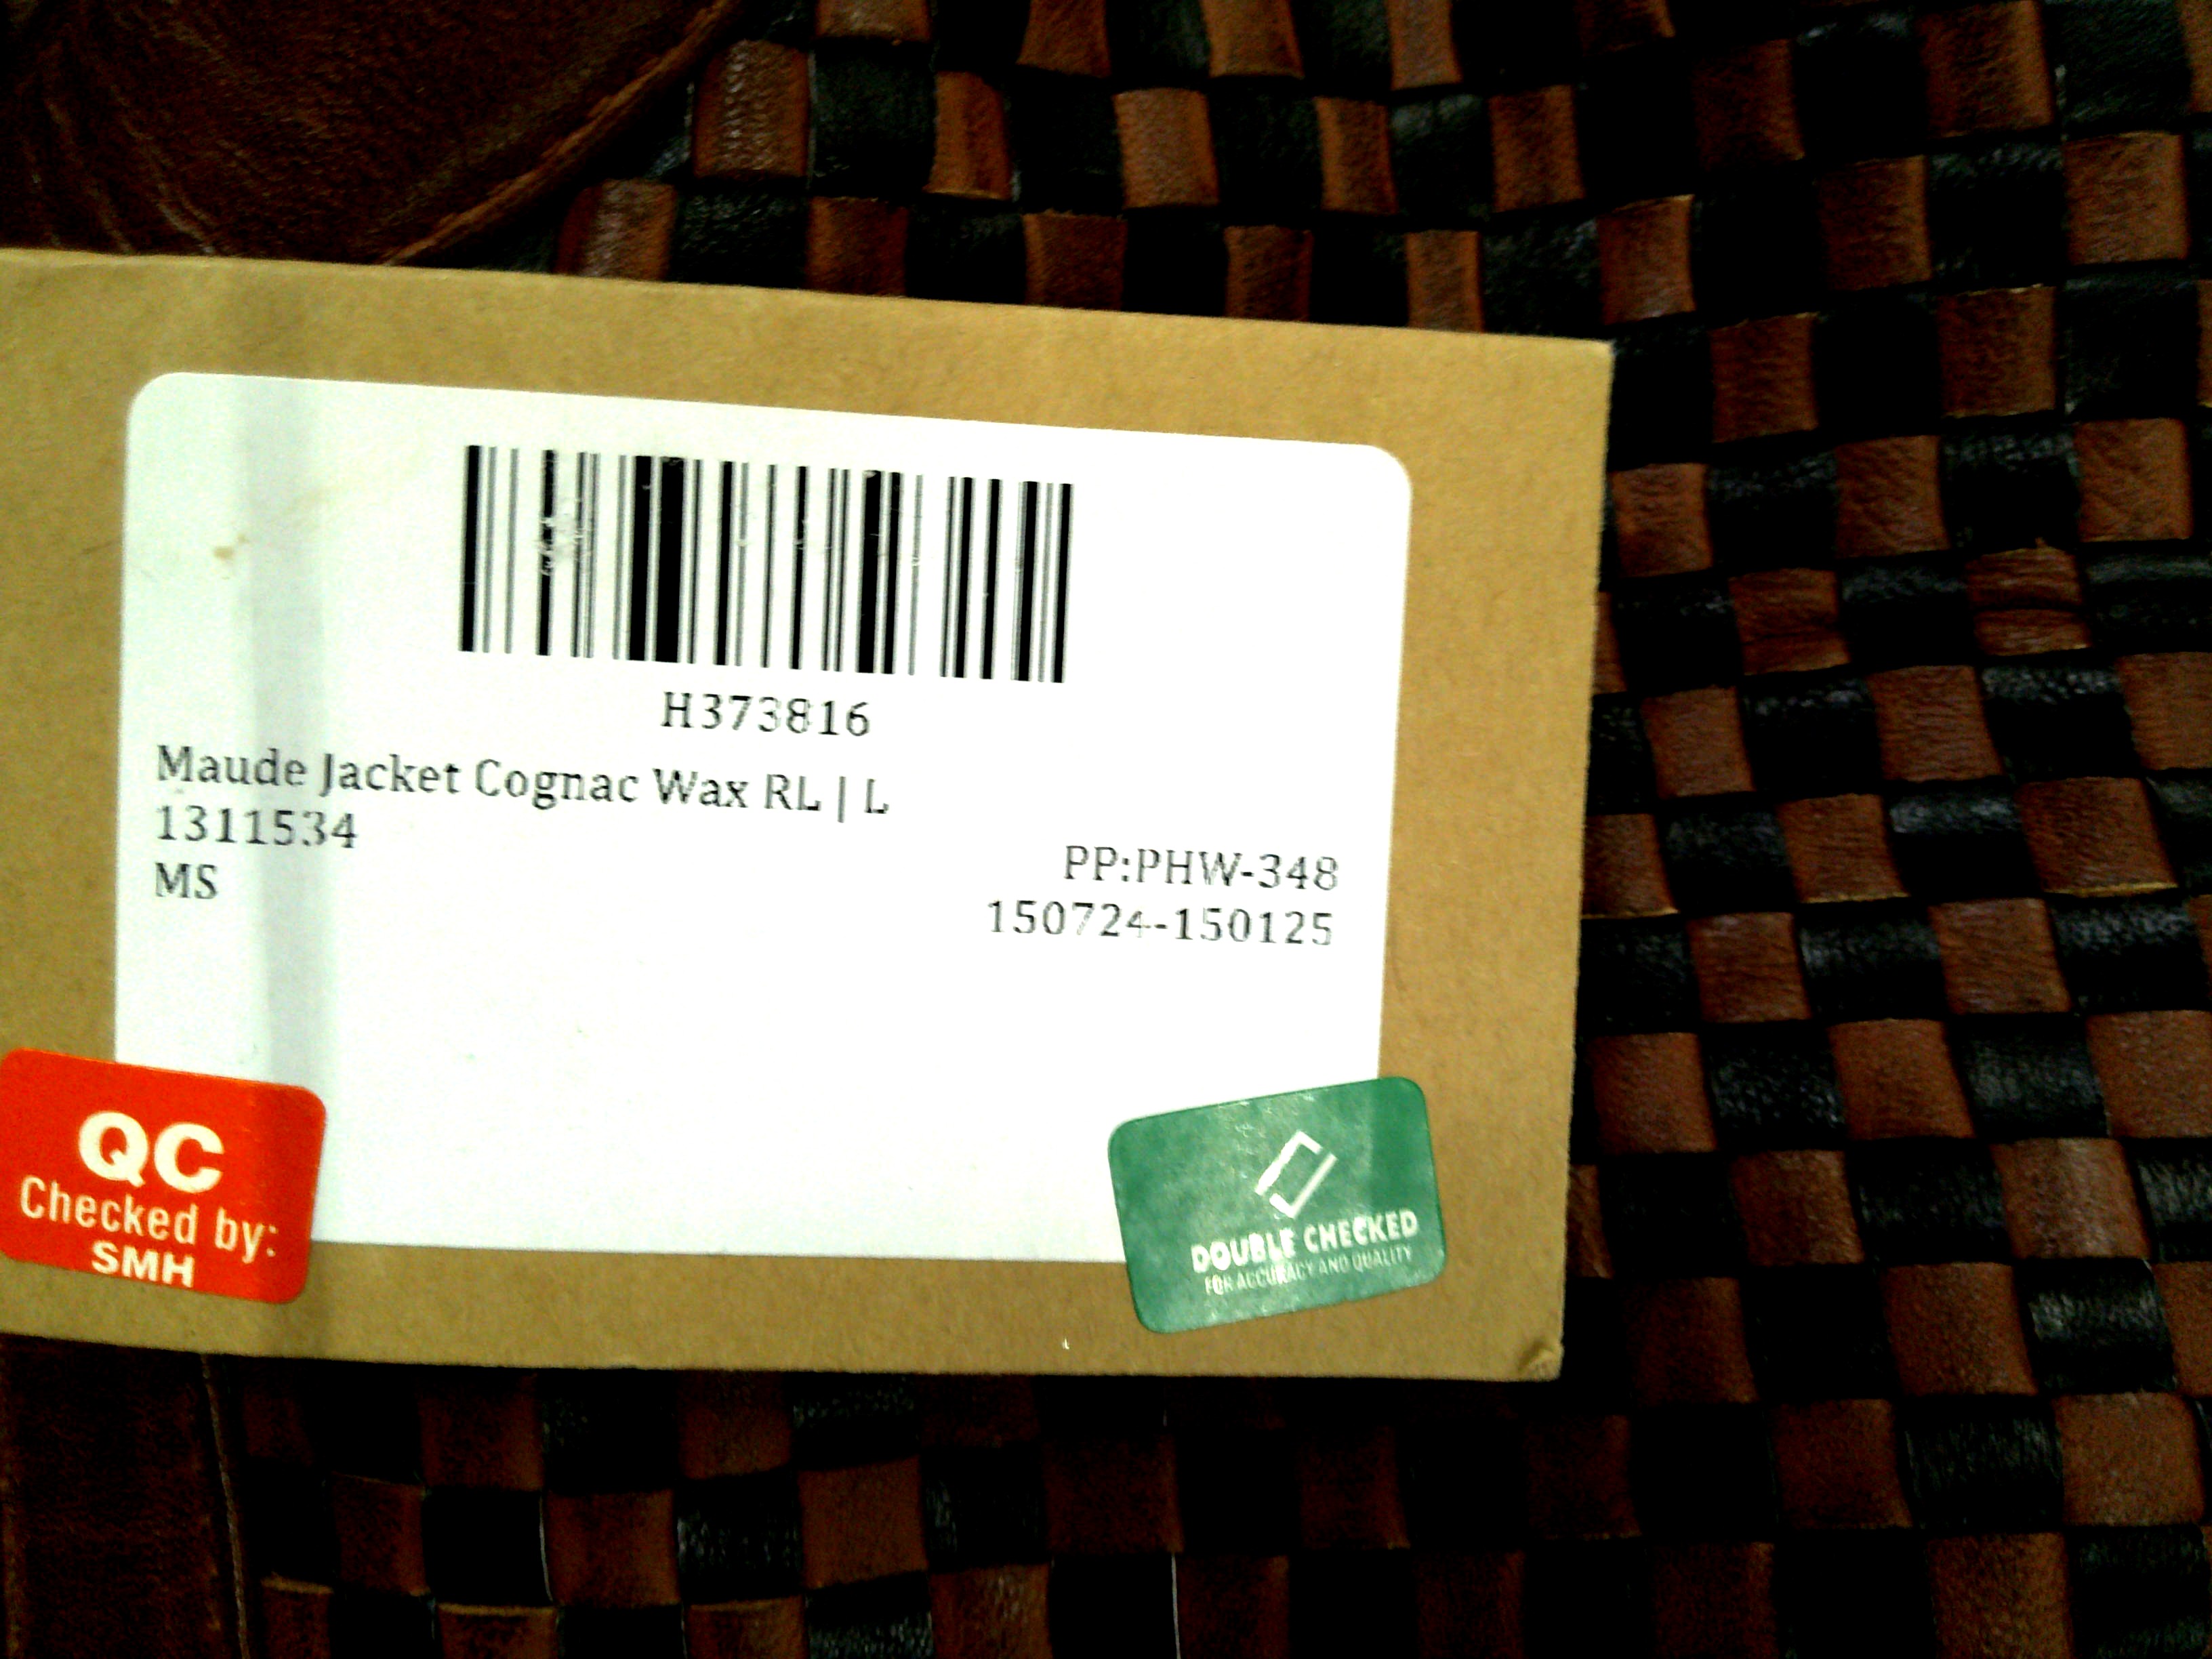 H373816
Maude Jacket Cognac Wax RL | L
1311534
MS
PP:PHW-348
150724-150125
QC
Checked by:
SMH
DOUBLE CHECKED
FOR ACCURACY AND QUALITY